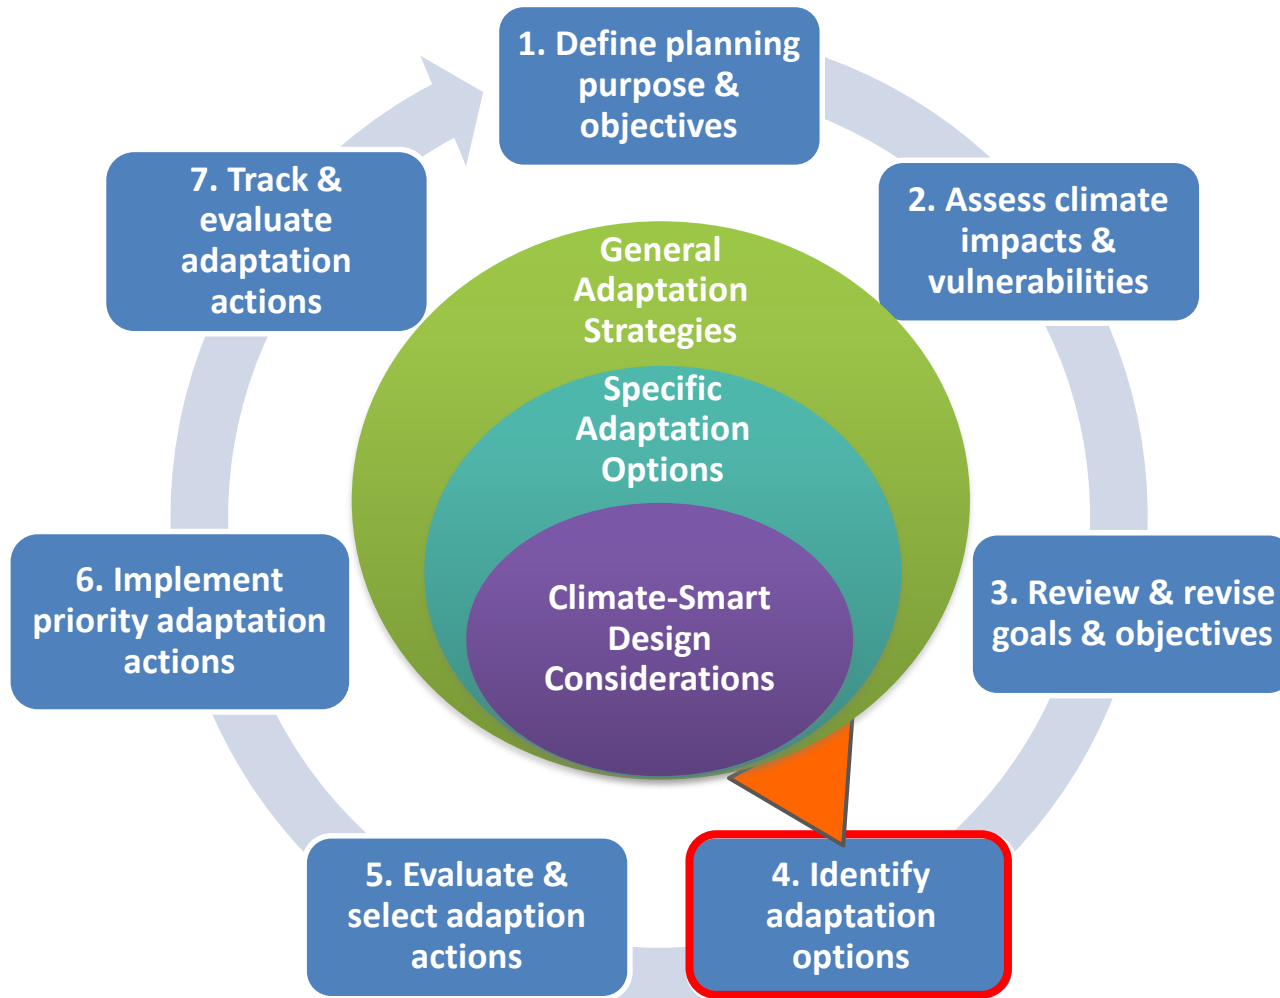 1. Define planning
purpose &
objectives
2. Assess climate
impacts &
vulnerabilities
3. Review & revise
goals & objectives
4. Identify
adaptation
options
5. Evaluate &
select adaption
actions
6. Implement
priority adaptation
actions
7. Track &
evaluate
adaptation
actions
General
Adaptation
Strategies
Specific
Adaptation
Options
Climate-Smart
Design
Considerations